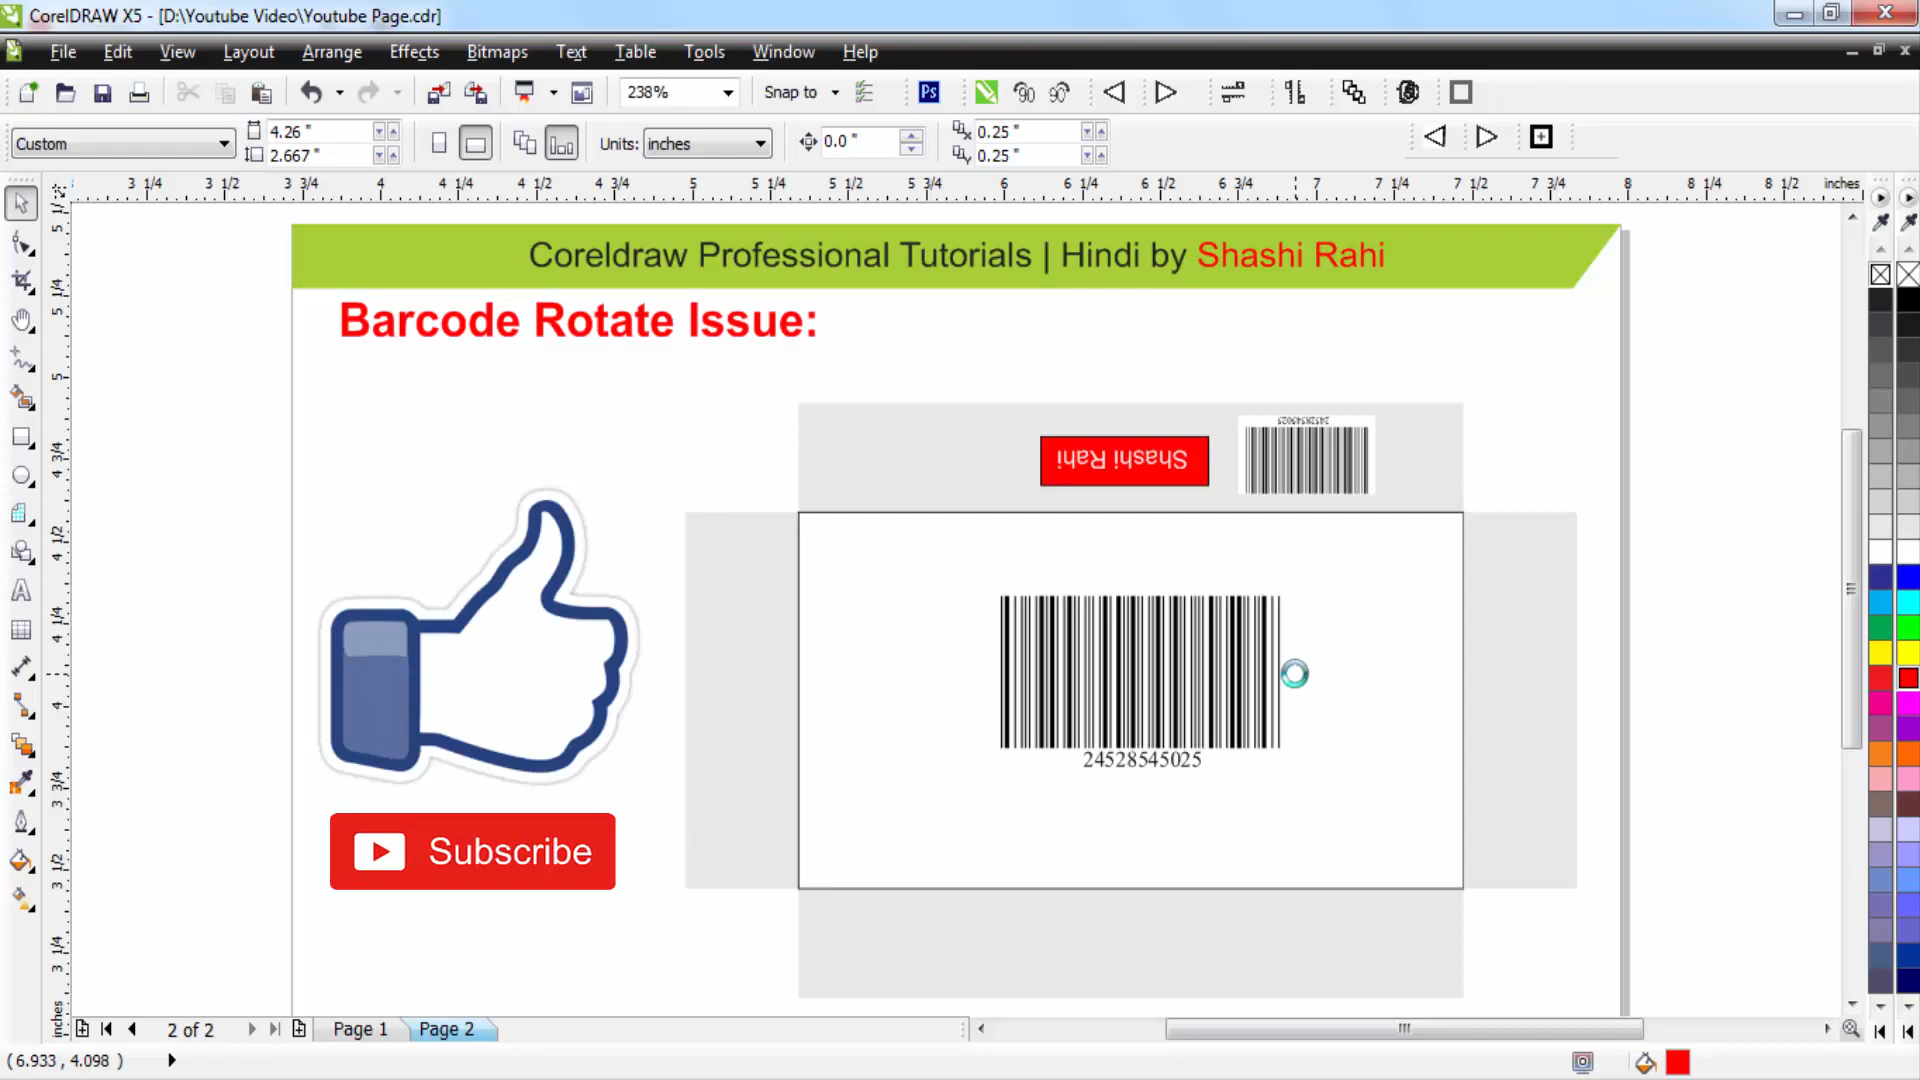 CorelDRAW X5 - [D:\Youtube Video\Youtube Page.cdr]
File Edit View Layout Arrange Effects Bitmaps Text Table Tools Window Help
238% Snap to Ps 90 90
Custom 4.26 " 2.667 " Units: inches 0.0 " 0.25 " 0.25 "
3 1/4 3 1/2 3 3/4 4 4 1/4 4 1/2 4 3/4 5 5 1/4 5 1/2 5 3/4 6 6 1/4 6 1/2 6 3/4 7 7 1/4 7 1/2 7 3/4 8 8 1/4 8 1/2 inches
Coreldraw Professional Tutorials | Hindi by Shashi Rahi
Barcode Rotate Issue:
24528545025
Shashi Rahi
24528545025
Subscribe
2 of 2 Page 1 Page 2
inches
(6.933 , 4.098 )